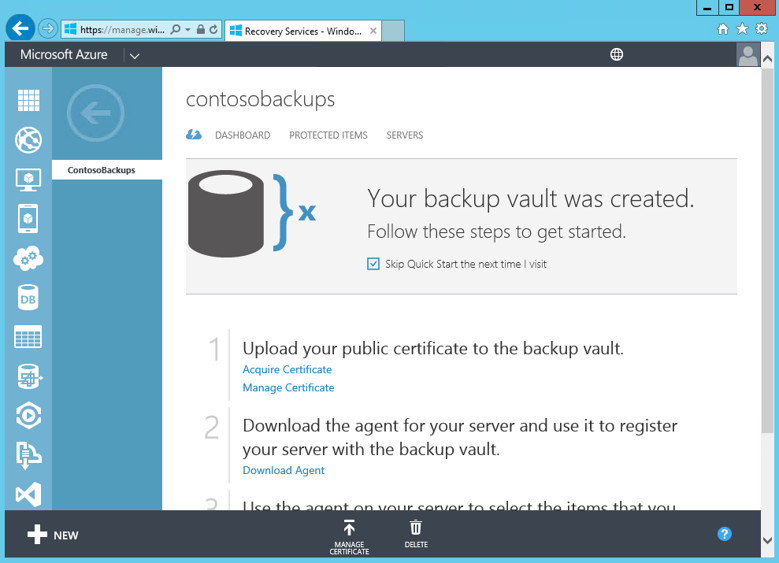 https://manage.wi...
Recovery Services - Windo...
Microsoft Azure
contosobackups
DASHBOARD PROTECTED ITEMS SERVERS
ContosoBackups
} x
Your backup vault was created.
Follow these steps to get started.
Skip Quick Start the next time I visit
1 Upload your public certificate to the backup vault.
Acquire Certificate
Manage Certificate
2 Download the agent for your server and use it to register
your server with the backup vault.
Download Agent
3 Use the agent on your server to select the items that you
DB
NEW
MANAGE
CERTIFICATE
DELETE
?